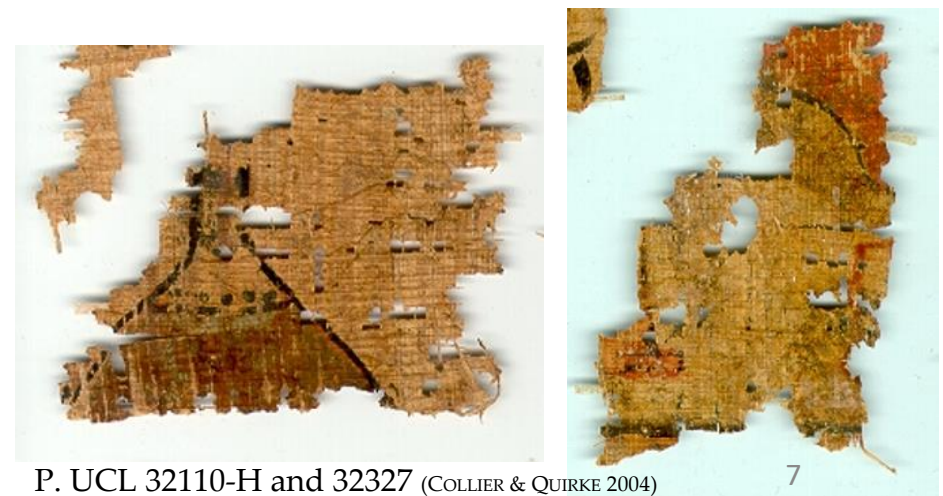 P. UCL 32110-H and 32327 (COLLIER & QUIRKE 2004)
7